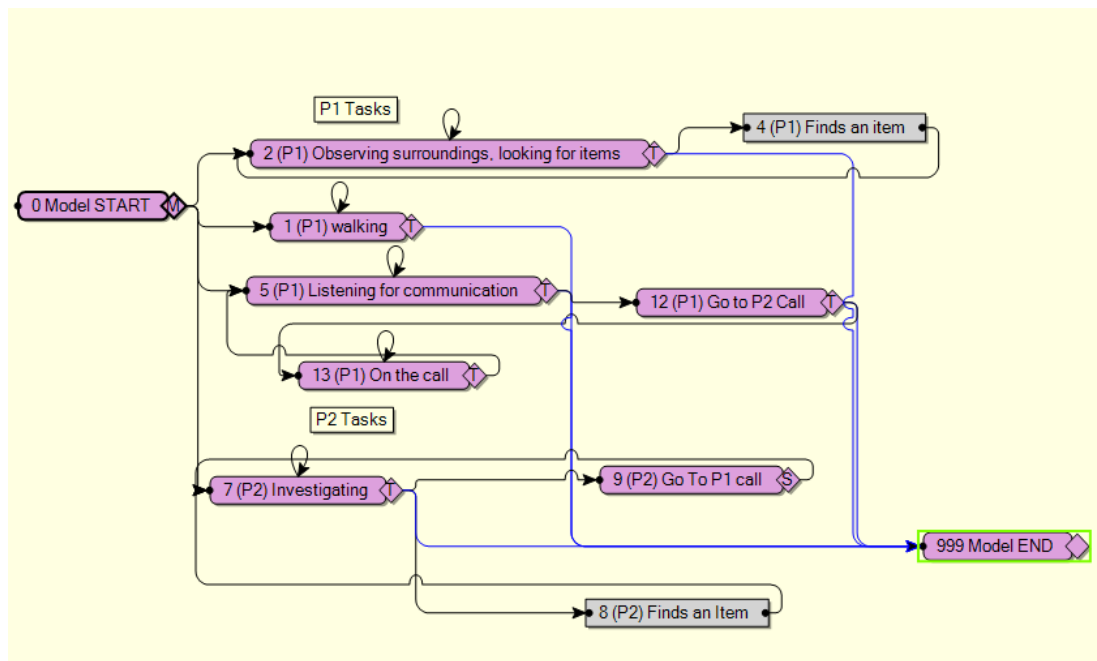 P1 Tasks
4 (P1) Finds an item
2 (P1) Observing surroundings, looking for items T
0 Model START M
1 (P1) walking T
5 (P1) Listening for communication T
12 (P1) Go to P2 Call T
13 (P1) On the call T
P2 Tasks
7 (P2) Investigating T
9 (P2) Go To P1 call S
999 Model END
8 (P2) Finds an Item